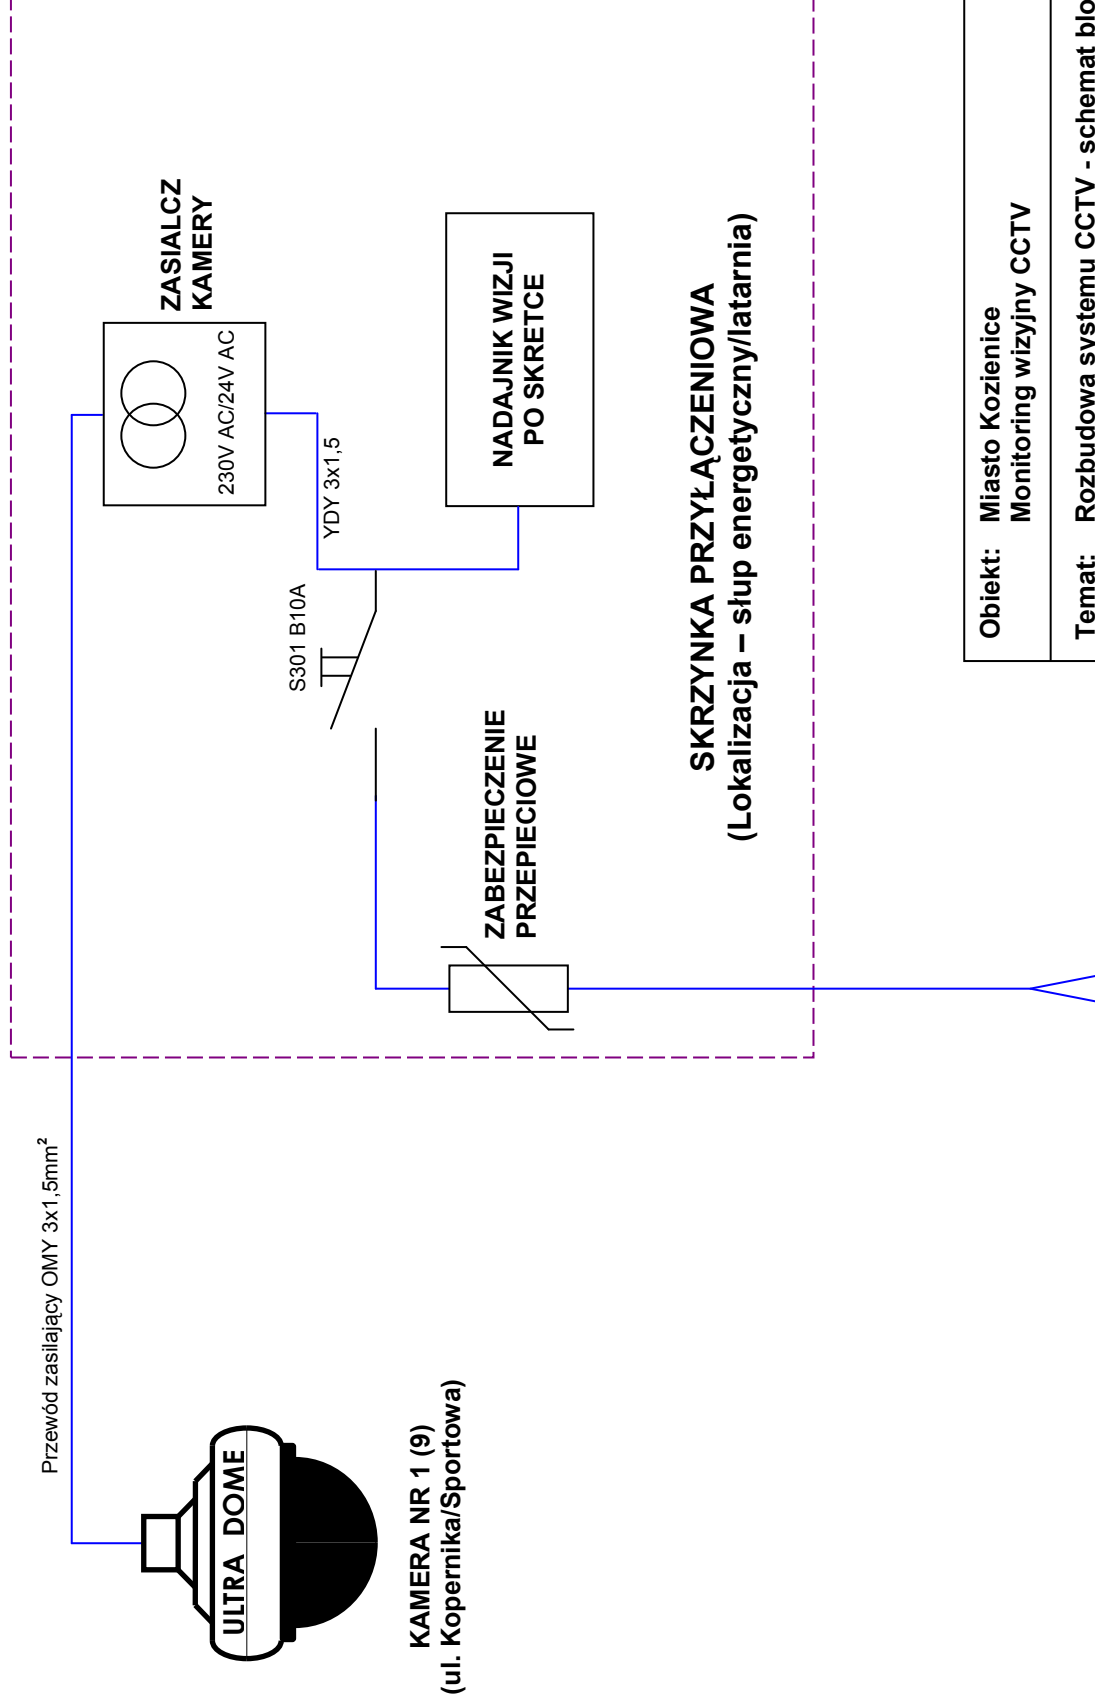 Przewód zasilający OMY 3x1,5mm²
ULTRA DOME
KAMERA NR 1 (9)
(ul. Kopernika/Sportowa)
ZASIALCZ
KAMERY
230V AC/24V AC
YDY 3x1,5
S301 B10A
ZABEZPIECZENIE
PRZEPIECIOWE
NADAJNIK WIZJI
PO SKRETCE
SKRZYNKA PRZYŁĄCZENIOWA
(Lokalizacja – słup energetyczny/latarnia)
Obiekt: Miasto Kozienice
Monitoring wizyjny CCTV
Temat: Rozbudowa systemu CCTV - schemat